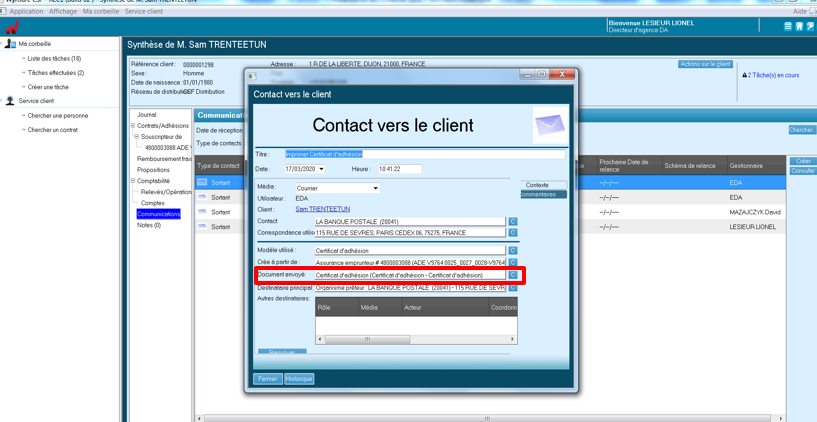 Application Affichage Ma corbeille Service client Aide
Bienvenue LESIEUR LIONEL
Directeur d'agence DA
Ma corbeille
Liste des tâches (18)
Tâches effectuées (2)
Créer une tâche
Service client
Chercher une personne
Chercher un contrat
Synthèse de M. Sam TRENTEETUN
Référence client : 0000001298
Adresse : 1 R DE LA LIBERTE, DIJON, 21000, FRANCE
Sexe : Homme
Date de naissance :01/01/1980
Réseau de distributi
Distribution
Actions sur le client
2 Tâche(s) en cours
Journal
Contrats/Adhésions
Souscripteur de
4800003088 ADE
Remboursement frais
Propositions
Comptabilité
Relevés/Opération
Comptes
Communications
Notes (0)
Communicat
Date de réception
Type de contacts
Chercher
Type de contact
Sortant
Sortant
Sortant
Sortant
Prochaine Date de relance
Schéma de relance
Gestionnaire
--/--/---- EDA
--/--/---- EDA
--/--/---- MAZAJCZYK David
--/--/---- LESIEUR LIONEL
Créer
Consulter
Contact vers le client
Contact vers le client
Titre : Imprimer Certificat d'adhésion
Date : 17/03/2020 Heure : 10:41:22
Média : Courrier
Utilisateur : EDA
Client : Sam TRENTEETUN
Contexte
Commentaires
Contact LA BANQUE POSTALE (20041) C
Correspondance utilis 115 RUE DE SEVRES, PARIS CEDEX 06, 75275, FRANCE C
Modèle utilisé : Certificat d'adhésion C
Crée à partir de : Assurance emprunteur # 4800003088 (ADE V9764 0025_0027_0028-V9764 C
Document envoyé: Certificat d'adhésion (Certificat d'adhésion - Certificat d'adhésion) C
Destinataire principal: Organisme prêteur : LA BANQUE POSTALE (20041) - 115 RUE DE SEVR C
Autres destinataires:
Rôle Média Acteur Coordonn
Fermer Historique